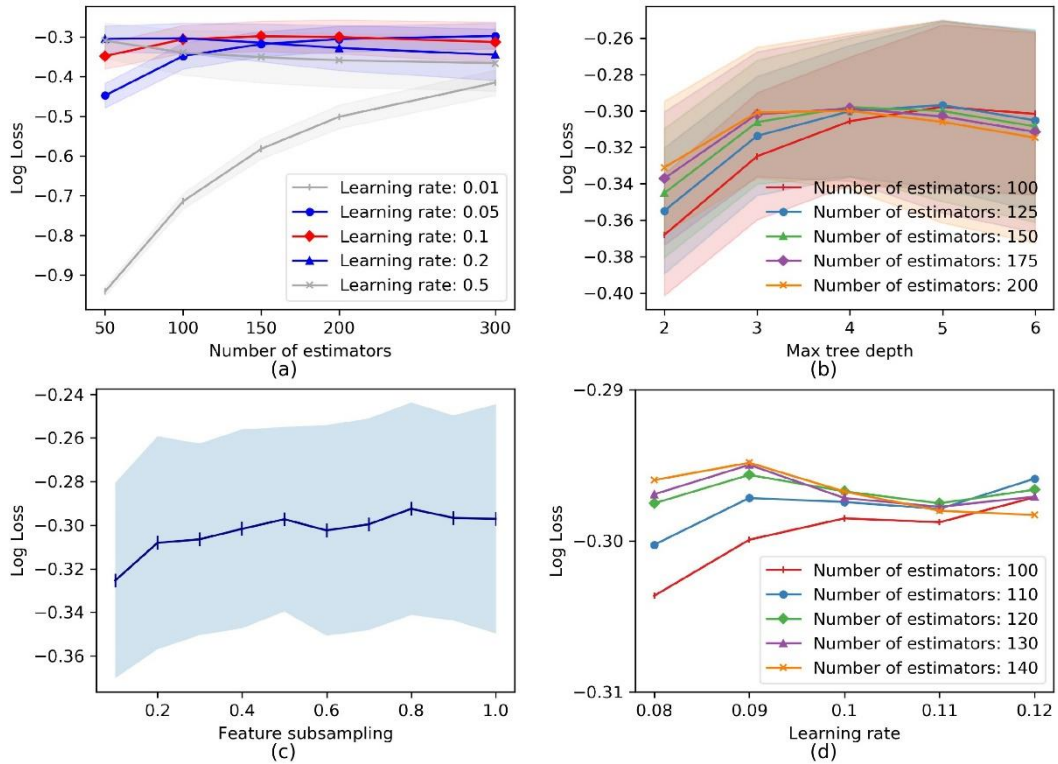 −0.3
−0.4
−0.5
−0.6
−0.7
−0.8
−0.9
Log Loss
Learning rate: 0.01
Learning rate: 0.05
Learning rate: 0.1
Learning rate: 0.2
Learning rate: 0.5
50 100 150 200 300
Number of estimators
(a)
−0.26
−0.28
−0.30
−0.32
−0.34
−0.36
−0.38
−0.40
Log Loss
Number of estimators: 100
Number of estimators: 125
Number of estimators: 150
Number of estimators: 175
Number of estimators: 200
2 3 4 5 6
Max tree depth
(b)
−0.24
−0.26
−0.28
−0.30
−0.32
−0.34
−0.36
Log Loss
0.2 0.4 0.6 0.8 1.0
Feature subsampling
(c)
−0.29
−0.30
−0.31
Log Loss
Number of estimators: 100
Number of estimators: 110
Number of estimators: 120
Number of estimators: 130
Number of estimators: 140
0.08 0.09 0.1 0.11 0.12
Learning rate
(d)